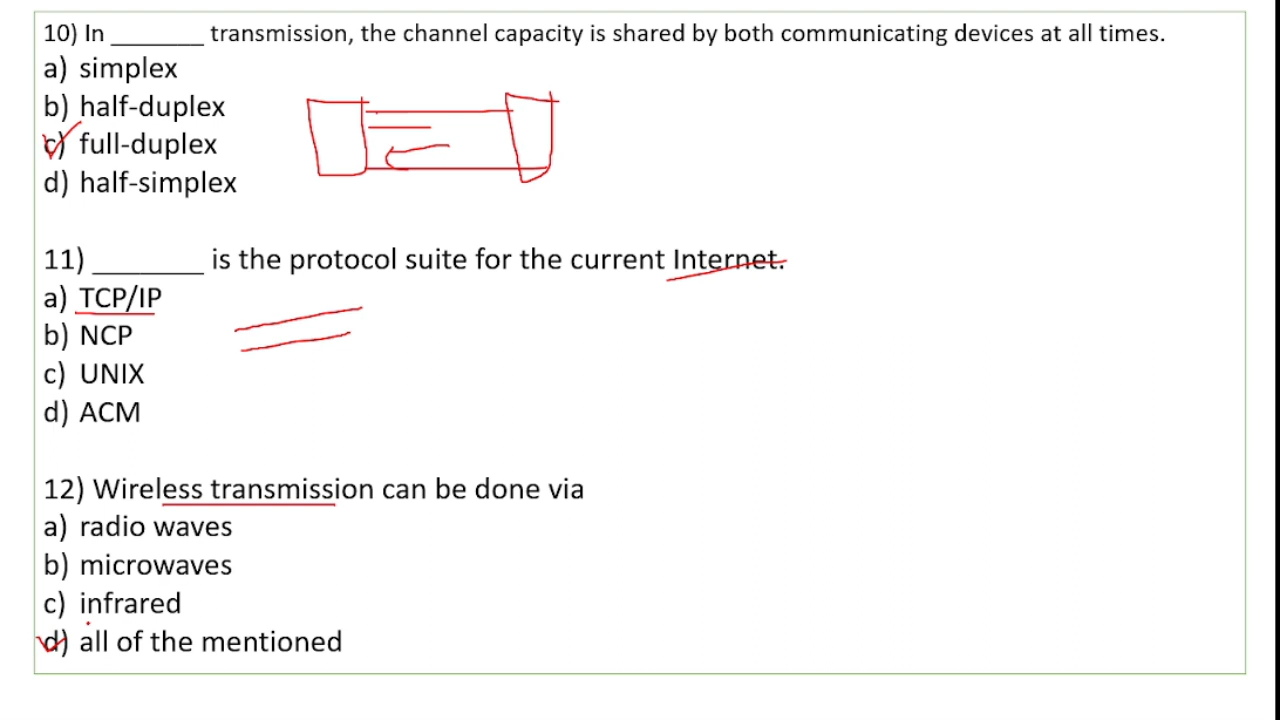 10) In _______ transmission, the channel capacity is shared by both communicating devices at all times.
a) simplex
b) half-duplex
c) full-duplex
d) half-simplex
11) _______ is the protocol suite for the current Internet.
a) TCP/IP
b) NCP
c) UNIX
d) ACM
12) Wireless transmission can be done via
a) radio waves
b) microwaves
c) infrared
d) all of the mentioned